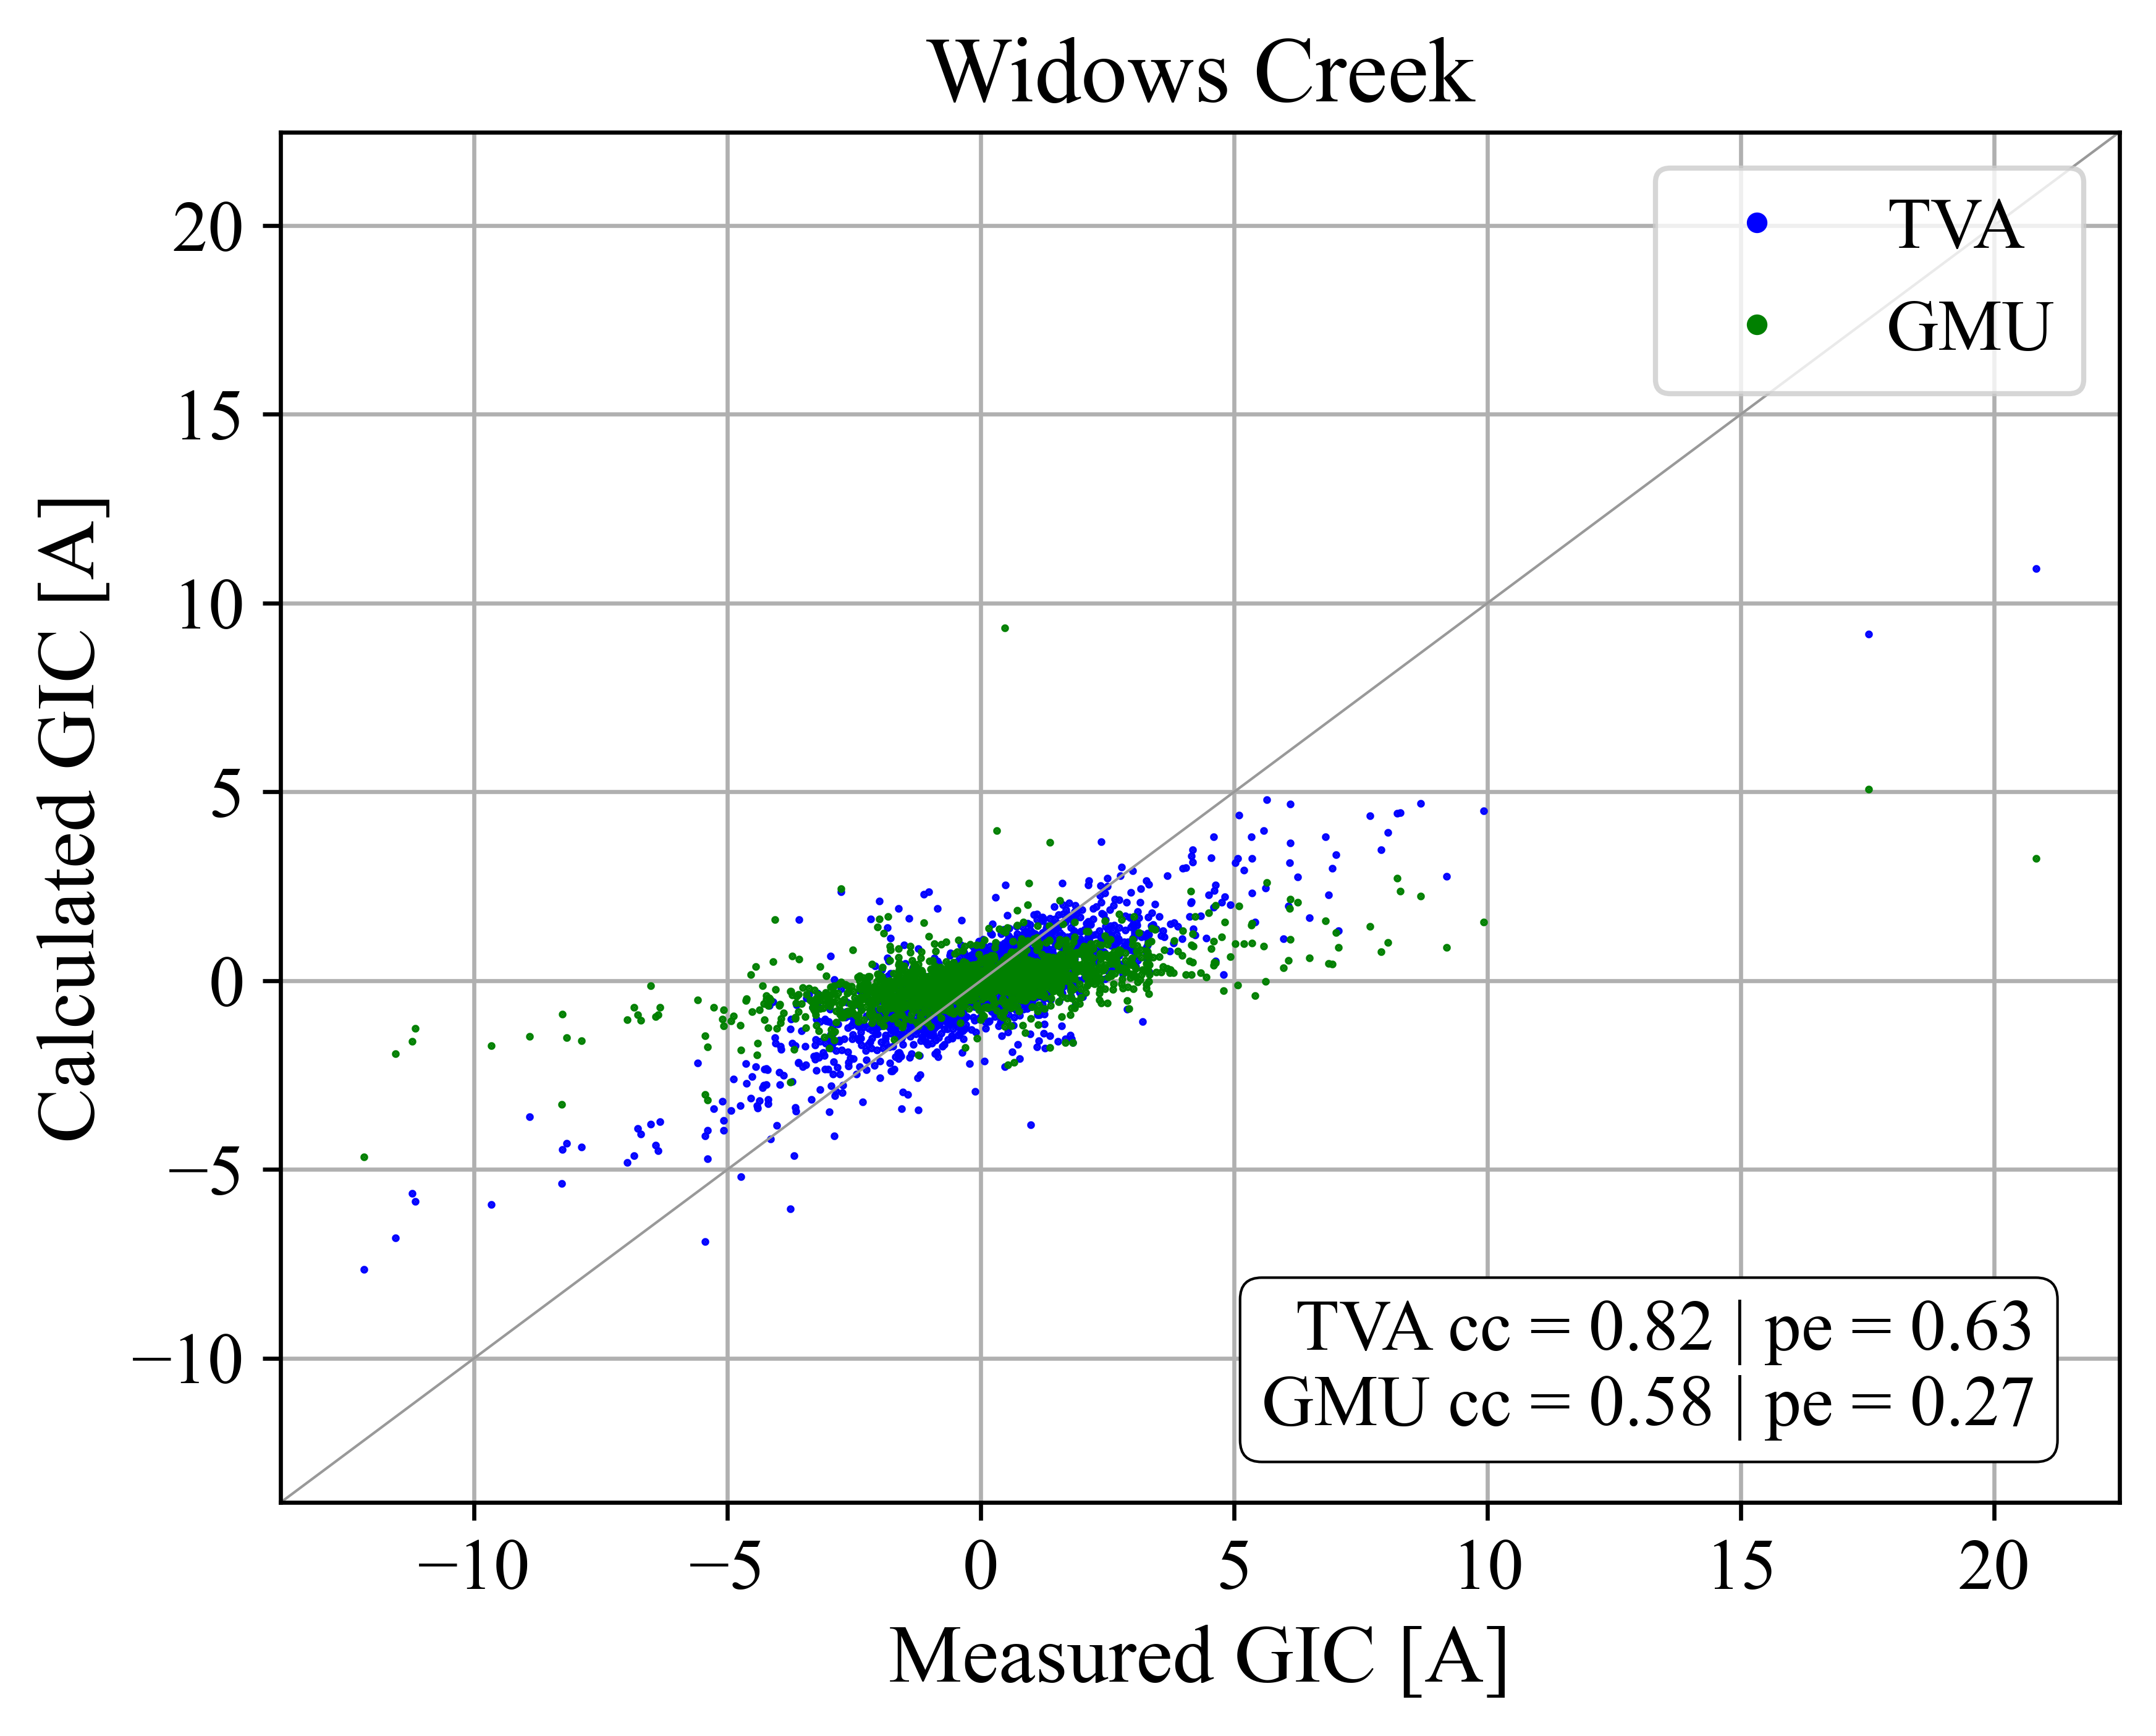 Widows Creek
TVA
GMU
20
15
10
5
0
−5
−10
Calculated GIC [A]
TVA cc = 0.82 | pe = 0.63
GMU cc = 0.58 | pe = 0.27
−10 −5 0 5 10 15 20
Measured GIC [A]